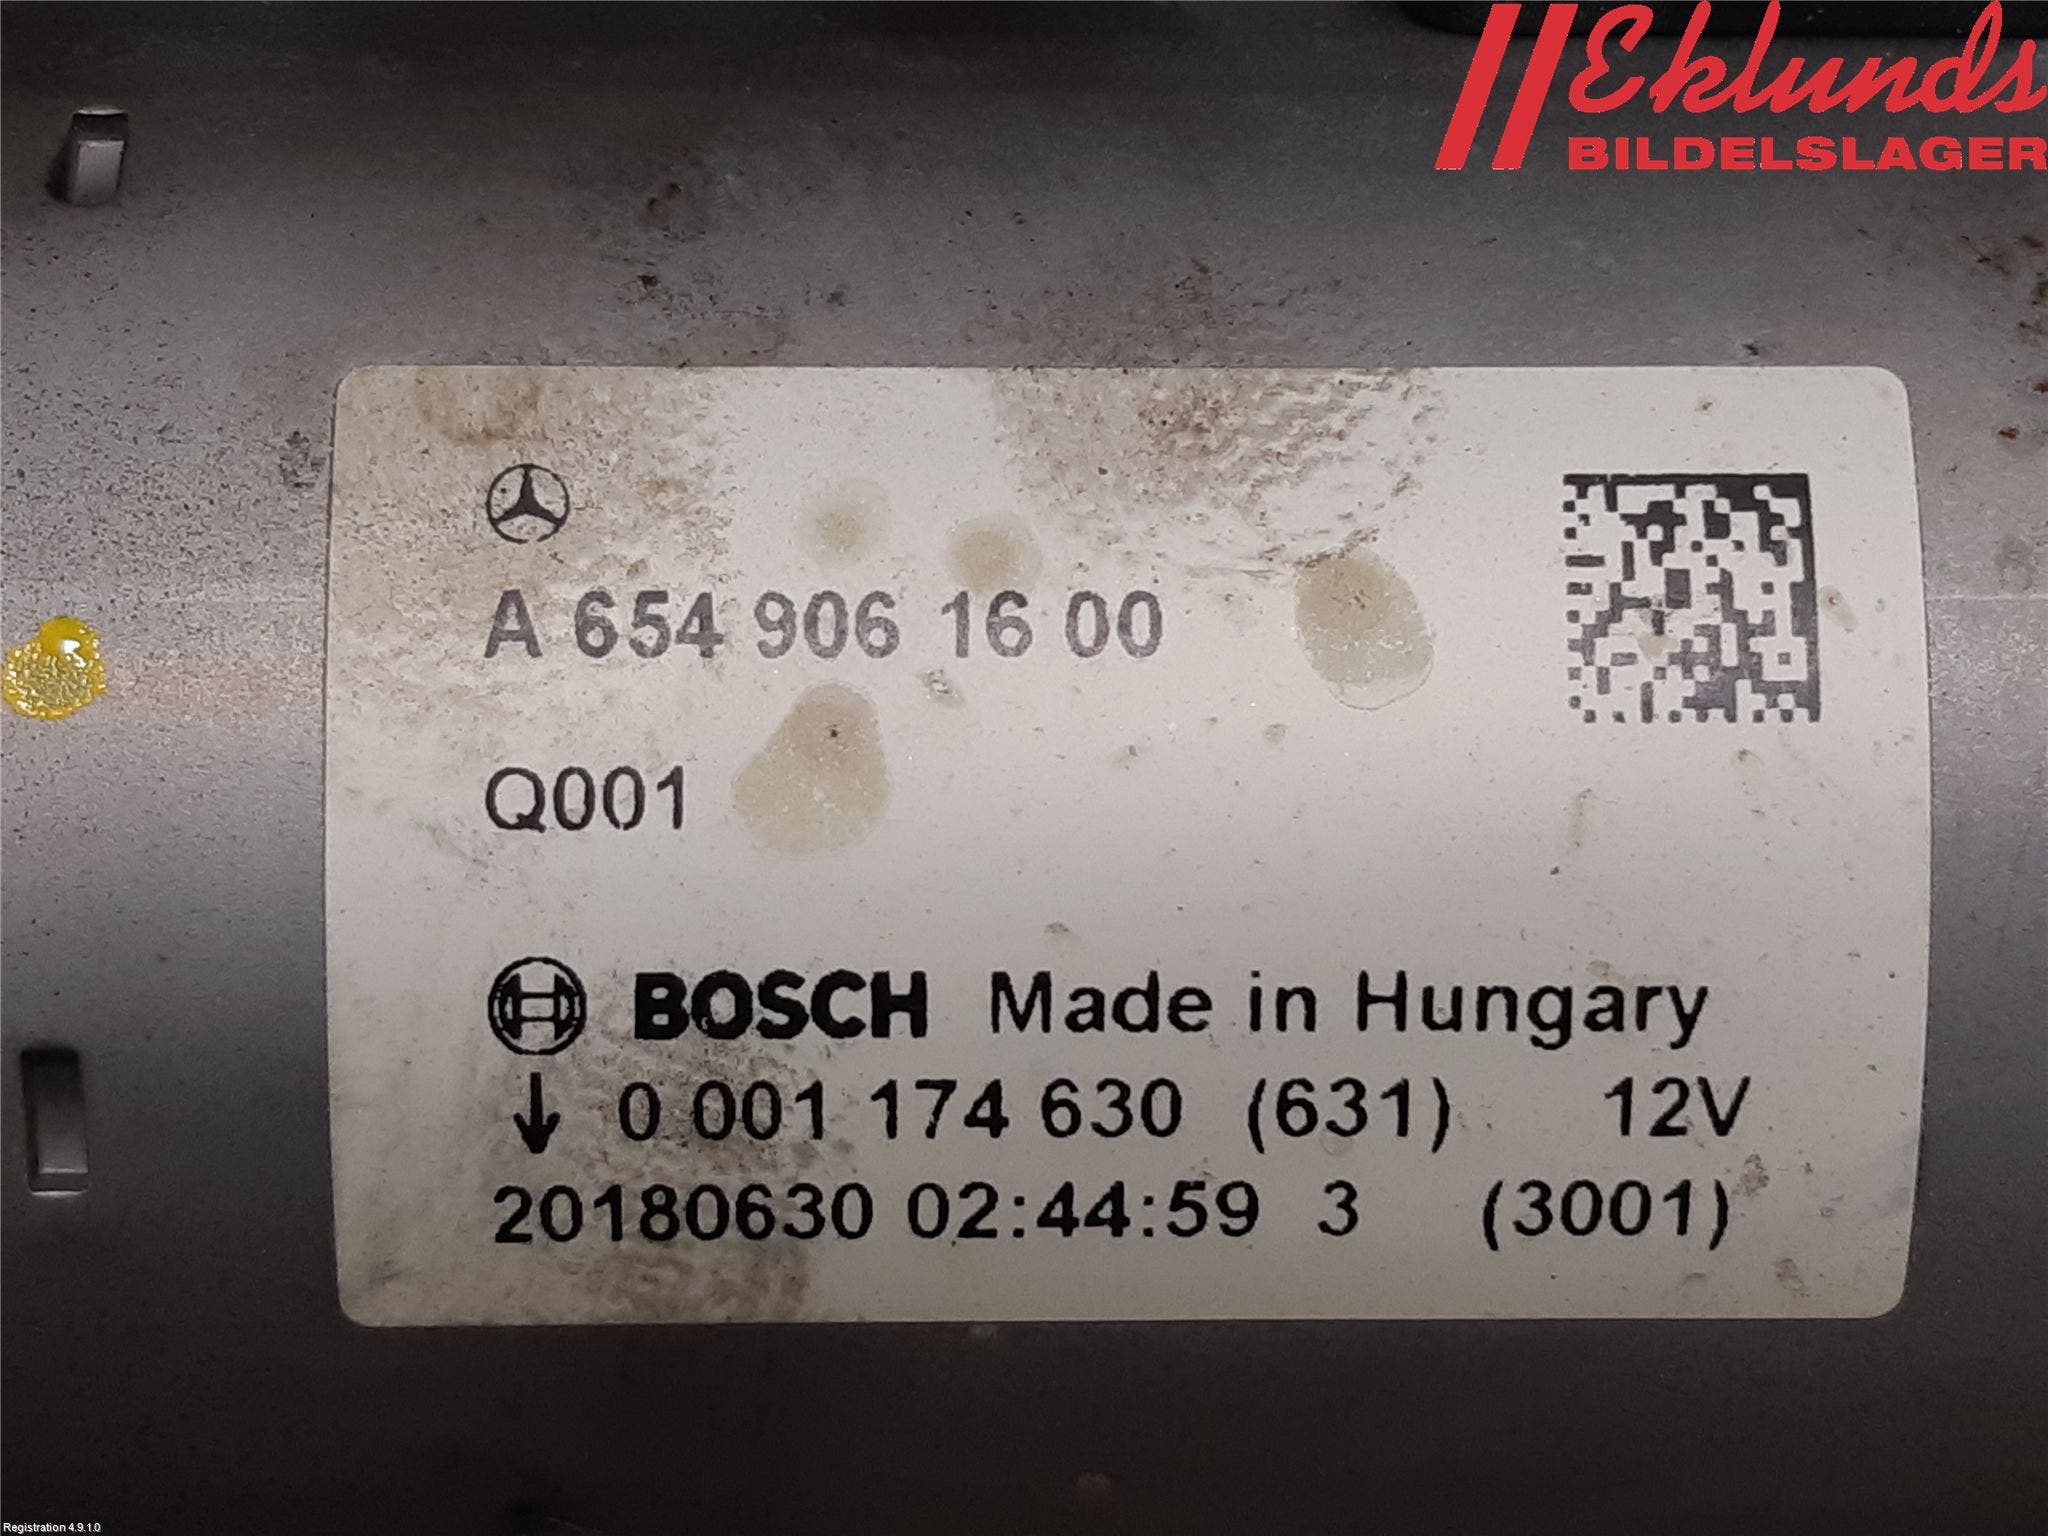 Eklunds
BILDELSLAGER
A 654 906 16 00
Q001
BOSCH Made in Hungary
↓ 0 001 174 630 (631) 12V
20180630 02:44:59 3 (3001)
Registration 4.9.1.0